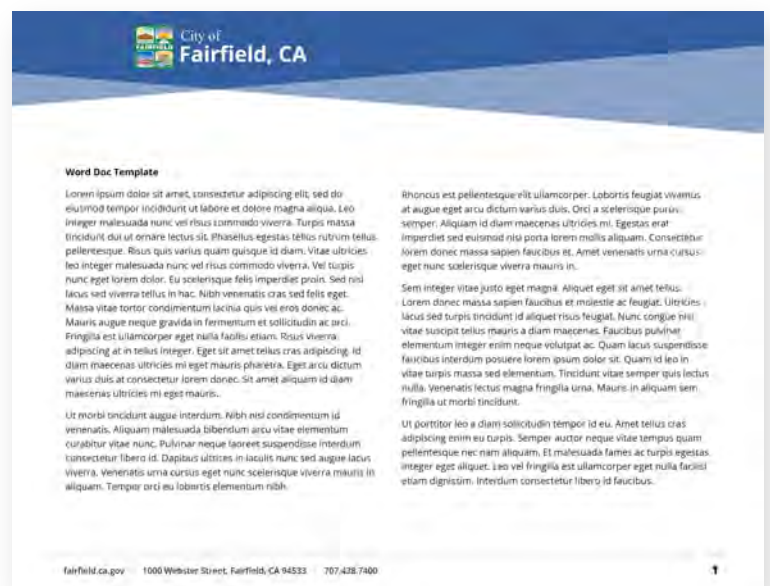 City of
FAIRFIELD
Fairfield, CA
Word Doc Template
Lorem ipsum dolor sit amet, consectetur adipiscing elit, sed do
eiusmod tempor incididunt ut labore et dolore magna aliqua. Leo
integer malesuada nunc vel risus commodo viverra. Turpis massa
tincidunt dui ut ornare lectus sit. Phasellus egestas tellus rutrum tellus
pellentesque. Risus quis varius quam quisque id diam. Vitae ultricies
leo integer malesuada nunc vel risus commodo viverra. Vel turpis
nunc eget lorem dolor. Eu scelerisque felis imperdiet proin. Sed nisi
lacus sed viverra tellus in hac. Nibh venenatis cras sed felis eget.
Massa vitae tortor condimentum lacinia quis vel eros donec ac.
Mauris augue neque gravida in fermentum et sollicitudin ac orci.
Fringilla est ullamcorper eget nulla facilisi etiam. Risus viverra
adipiscing at in tellus integer. Eget sit amet tellus cras adipiscing. Id
diam maecenas ultricies mi eget mauris pharetra. Eget arcu dictum
varius duis at consectetur lorem donec. Sit amet aliquam id diam
maecenas ultricies mi eget mauris.
Ut morbi tincidunt augue interdum. Nibh nisl condimentum id
venenatis. Aliquam malesuada bibendum arcu vitae elementum
curabitur vitae nunc. Pulvinar neque laoreet suspendisse interdum
consectetur libero id. Dapibus ultrices in iaculis nunc sed augue lacus
viverra. Venenatis urna cursus eget nunc scelerisque viverra mauris in
aliquam. Tempor orci eu lobortis elementum nibh.
Rhoncus est pellentesque elit ullamcorper. Lobortis feugiat vivamus
at augue eget arcu dictum varius duis. Orci a scelerisque purus
semper. Aliquam id diam maecenas ultricies mi. Egestas erat
imperdiet sed euismod nisi porta lorem mollis aliquam. Consectetur
lorem donec massa sapien faucibus et. Amet venenatis urna cursus
eget nunc scelerisque viverra mauris in.
Sem integer vitae justo eget magna. Aliquet eget sit amet tellus.
Lorem donec massa sapien faucibus et molestie ac feugiat. Ultricies
lacus sed turpis tincidunt id aliquet risus feugiat. Nunc congue nisi
vitae suscipit tellus mauris a diam maecenas. Faucibus pulvinar
elementum integer enim neque volutpat ac. Quam lacus suspendisse
faucibus interdum posuere lorem ipsum dolor sit. Quam id leo in
vitae turpis massa sed elementum. Tincidunt vitae semper quis lectus
nulla. Venenatis lectus magna fringilla urna. Mauris in aliquam sem
fringilla ut morbi tincidunt.
Ut porttitor leo a diam sollicitudin tempor id eu. Amet tellus cras
adipiscing enim eu turpis. Semper auctor neque vitae tempus quam
pellentesque nec nam aliquam. Et malesuada fames ac turpis egestas
integer eget aliquet. Leo vel fringilla est ullamcorper eget nulla facilisi
etiam dignissim. Interdum consectetur libero id faucibus.
fairfield.ca.gov 1000 Webster Street, Fairfield, CA 94533 707.428.7400
1